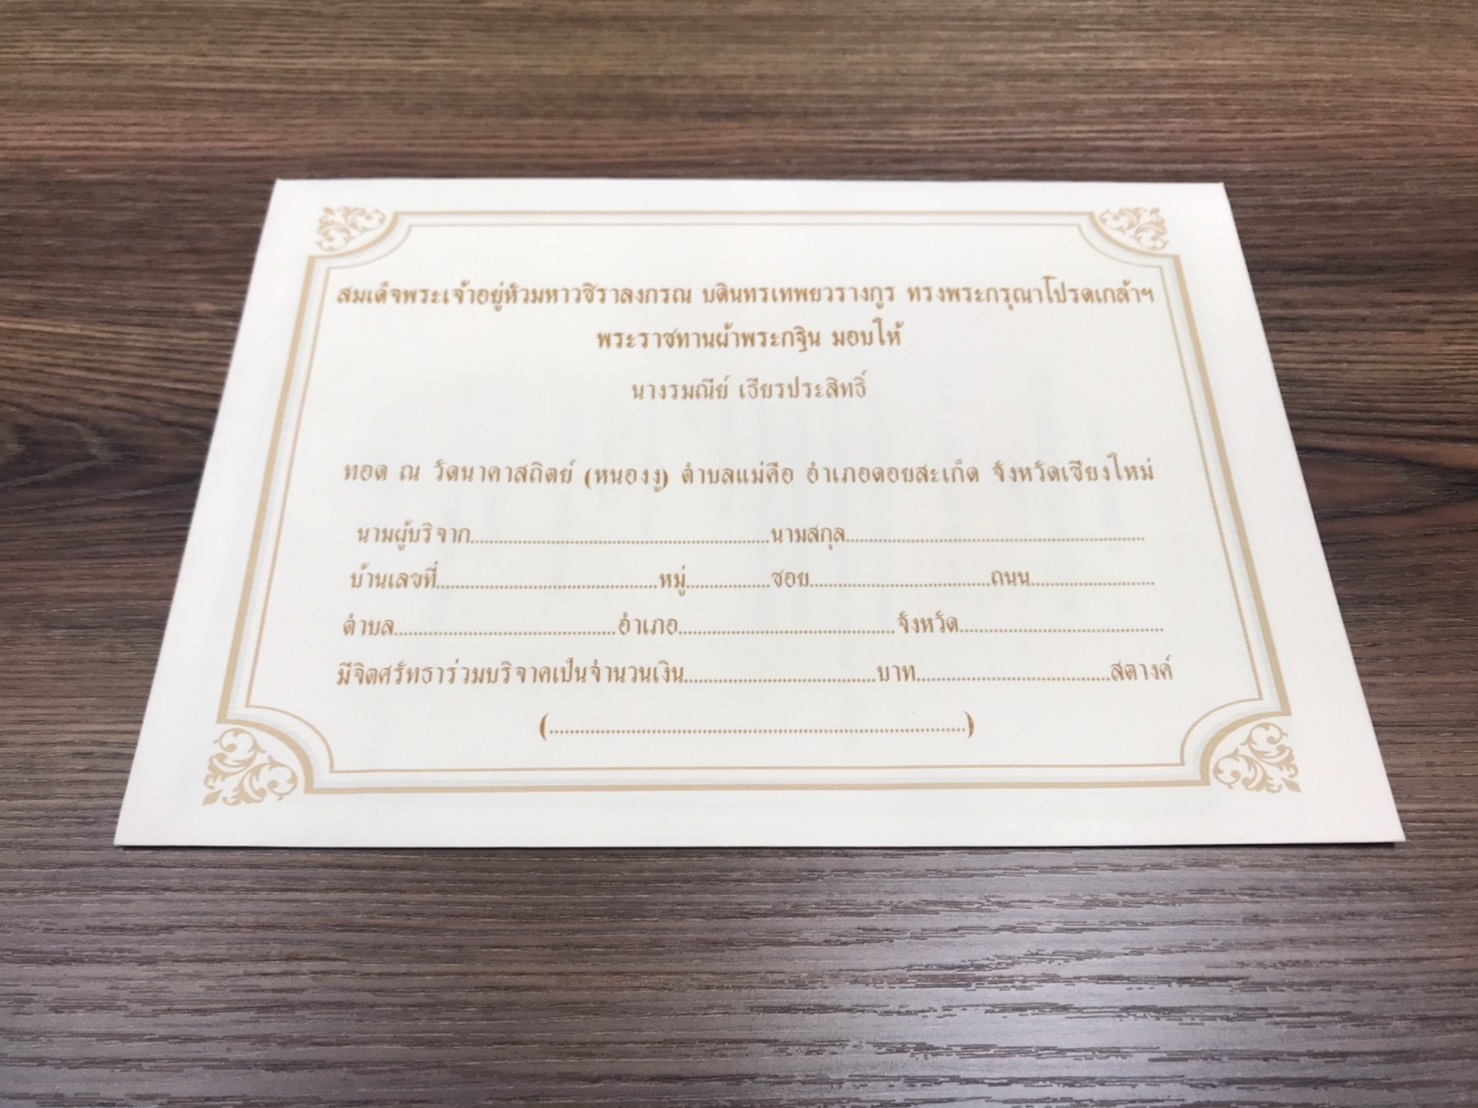 สมเด็จพระเจ้าอยู่หัวมหาวชิราลงกรณ บดินทรเทพยวรางกูร ทรงพระกรุณาโปรดเกล้าฯ
พระราชทานผ้าพระกฐิน มอบให้
นางรมณีย์ เธียรประสิทธิ์
ทอด ณ วัดนาคาสถิตย์ (หนองงู) ตำบลแม่คือ อำเภอดอยสะเก็ด จังหวัดเชียงใหม่
นามผู้บริจาก..............................นามสกุล..............................
บ้านเลขที่..............................หมู่..............ซอย..............................ถนน....................
ตำบล..............................อำเภอ..............................จังหวัด..............................
มีจิตศรัทธาร่วมบริจาคเป็นจำนวนเงิน..............................บาท..............................สตางค์
(............................................................)